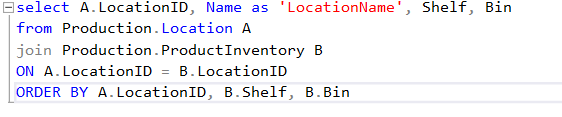 select A.LocationID, Name as 'LocationName', Shelf, Bin
from Production.Location A
join Production.ProductInventory B
ON A.LocationID = B.LocationID
ORDER BY A.LocationID, B.Shelf, B.Bin